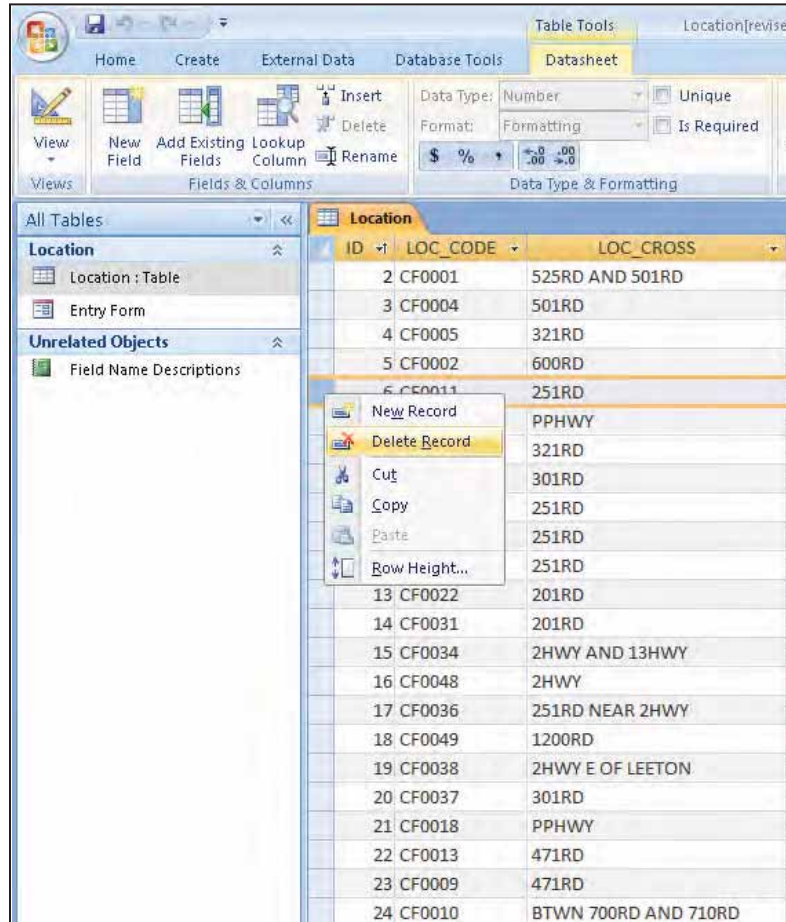 Table Tools Location[revise
Home Create External Data Database Tools Datasheet
View
New Field
Add Existing Fields
Lookup Column
Insert
Delete
Rename
Data Type: Number
Format: Formatting
$ % ,
.0 .00
.00 .0
Unique
Is Required
Views Fields & Columns Data Type & Formatting
All Tables
Location
Location : Table
Entry Form
Unrelated Objects
Field Name Descriptions
Location
ID LOC_CODE LOC_CROSS
2 CF0001 525RD AND 501RD
3 CF0004 501RD
4 CF0005 321RD
5 CF0002 600RD
6 CF0011 251RD
PPHWY
321RD
301RD
251RD
251RD
251RD
New Record
Delete Record
Cut
Copy
Paste
Row Height...
13 CF0022 201RD
14 CF0031 201RD
15 CF0034 2HWY AND 13HWY
16 CF0048 2HWY
17 CF0036 251RD NEAR 2HWY
18 CF0049 1200RD
19 CF0038 2HWY E OF LEETON
20 CF0037 301RD
21 CF0018 PPHWY
22 CF0013 471RD
23 CF0009 471RD
24 CF0010 BTWN 700RD AND 710RD